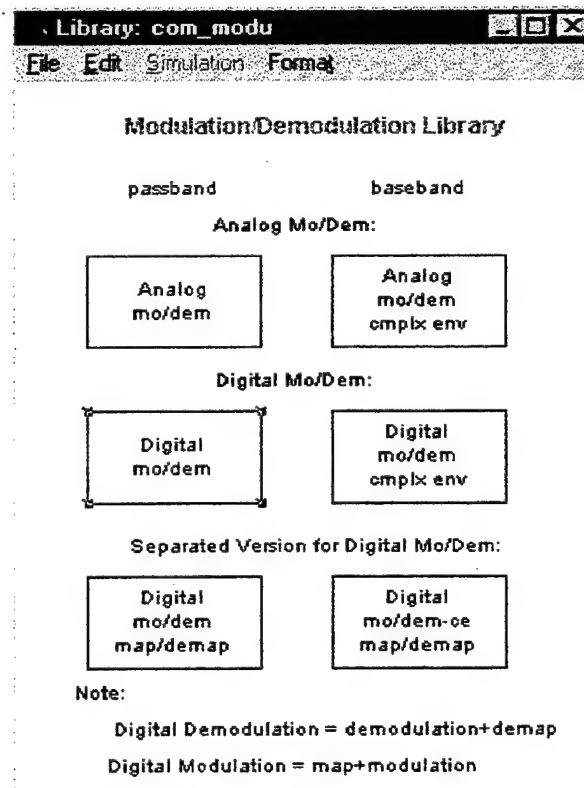 Library: com_modu
File Edit Simulation Format
Modulation/Demodulation Library
passband baseband
Analog Mo/Dem:
Analog
mo/dem
Analog
mo/dem
cmplx env
Digital Mo/Dem:
Digital
mo/dem
Digital
mo/dem
cmplx env
Separated Version for Digital Mo/Dem:
Digital
mo/dem
map/demap
Digital
mo/dem-ce
map/demap
Note:
Digital Demodulation = demodulation+demap
Digital Modulation = map+modulation